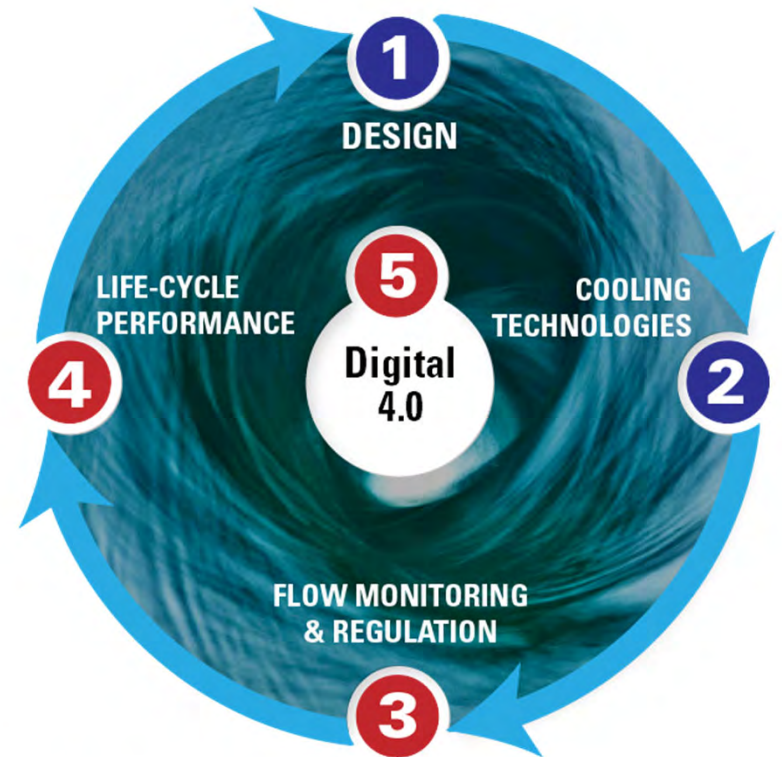 1
DESIGN
COOLING
TECHNOLOGIES
2
FLOW MONITORING
& REGULATION
3
LIFE-CYCLE
PERFORMANCE
4
5
Digital
4.0